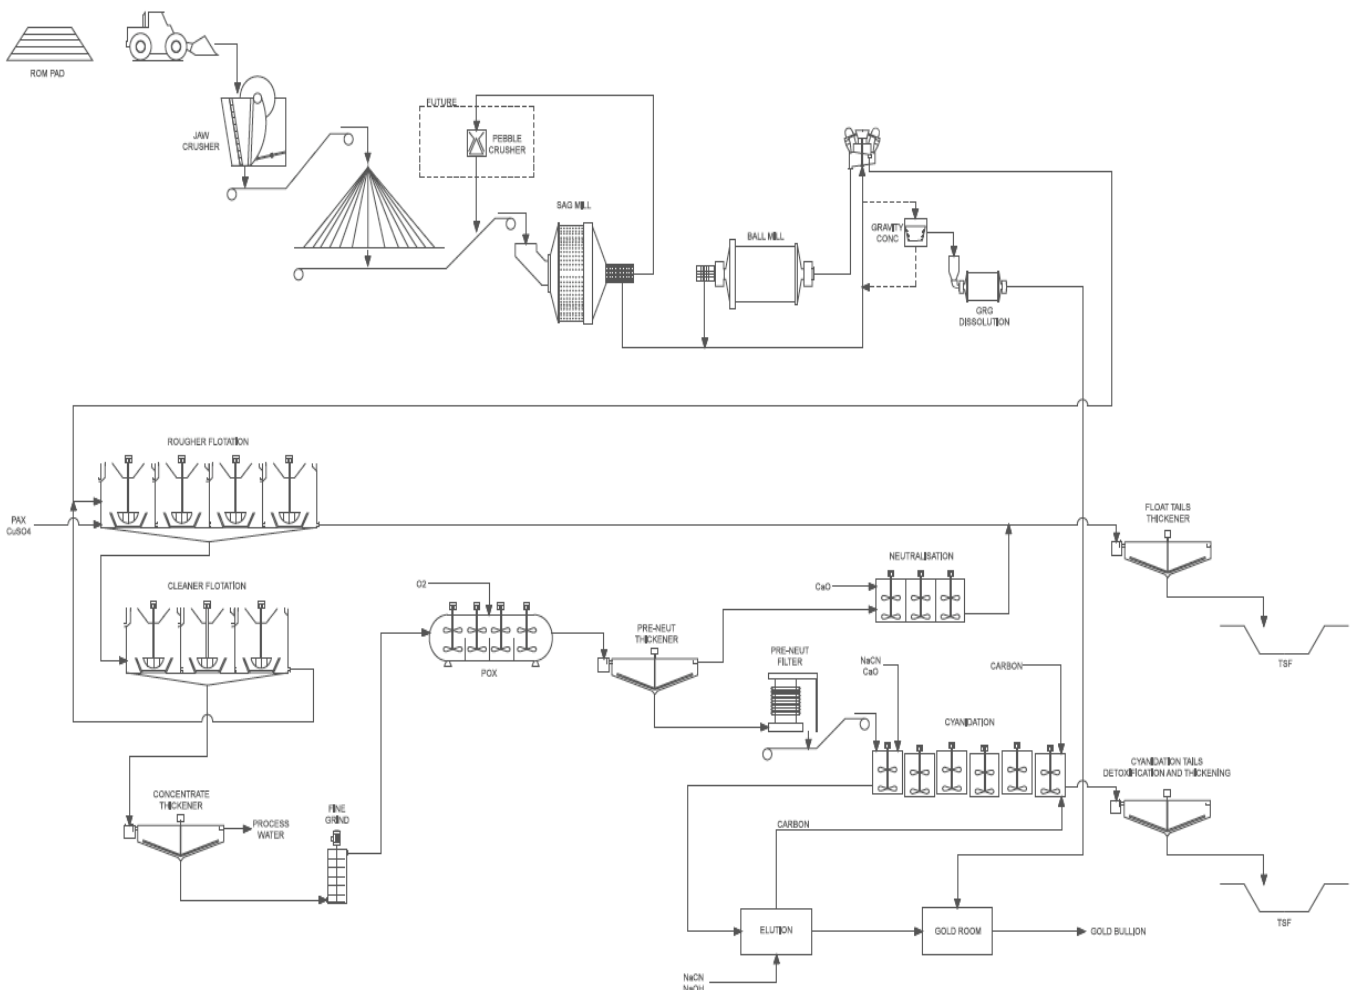 ROM PAD
JAW
CRUSHER
FUTURE
PEBBLE
CRUSHER
SAG MILL
BALL MILL
GRAVITY
CONC
GRG
DISSOLUTION
ROUGHER FLOTATION
PAX
CuSO4
CLEANER FLOTATION
O2
POX
PRE-NEUT
THICKENER
NEUTRALISATION
CaO
FLOAT TAILS
THICKENER
TSF
PRE-NEUT
FILTER
NaCN
CaO
CARBON
CYANIDATION
CYANIDATION TAILS
DETOXIFICATION AND THICKENING
CONCENTRATE
THICKENER
PROCESS
WATER
FINE
GRIND
CARBON
ELUTION
GOLD ROOM
GOLD BULLION
TSF
NaCN
NaOH